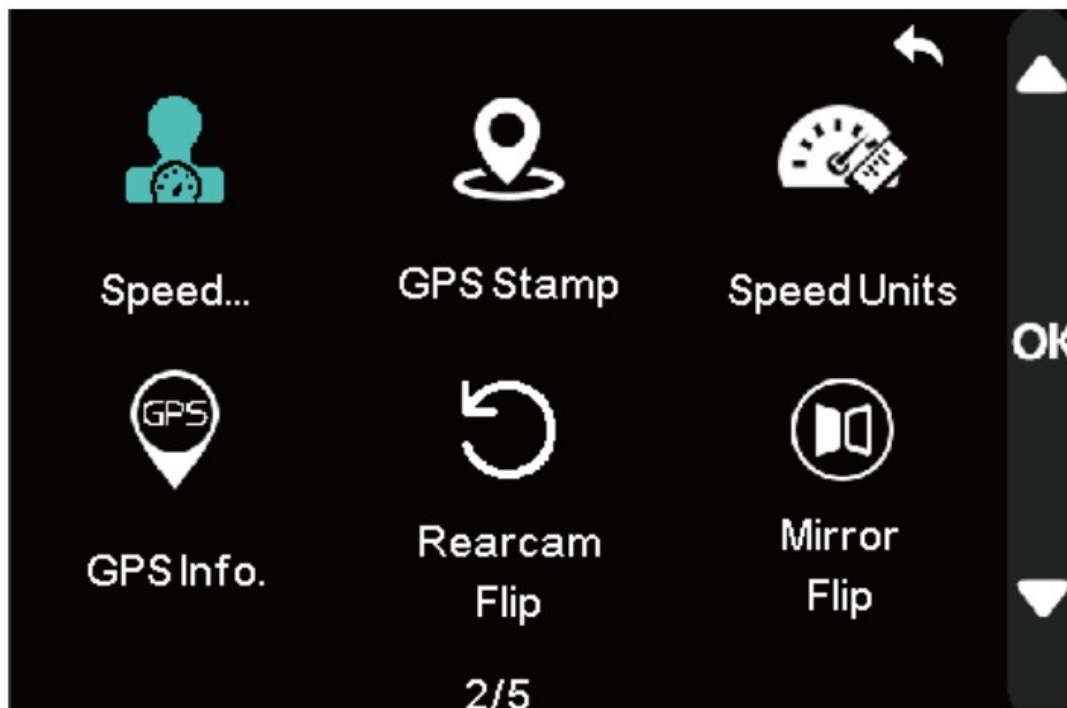 Speed...
GPS Stamp
Speed Units
OK
GPS
GPS Info.
Rearcam
Flip
Mirror
Flip
2/5